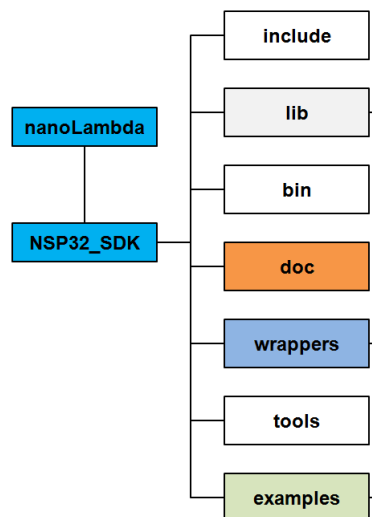 include
lib
nanoLambda
bin
NSP32_SDK
doc
wrappers
tools
examples